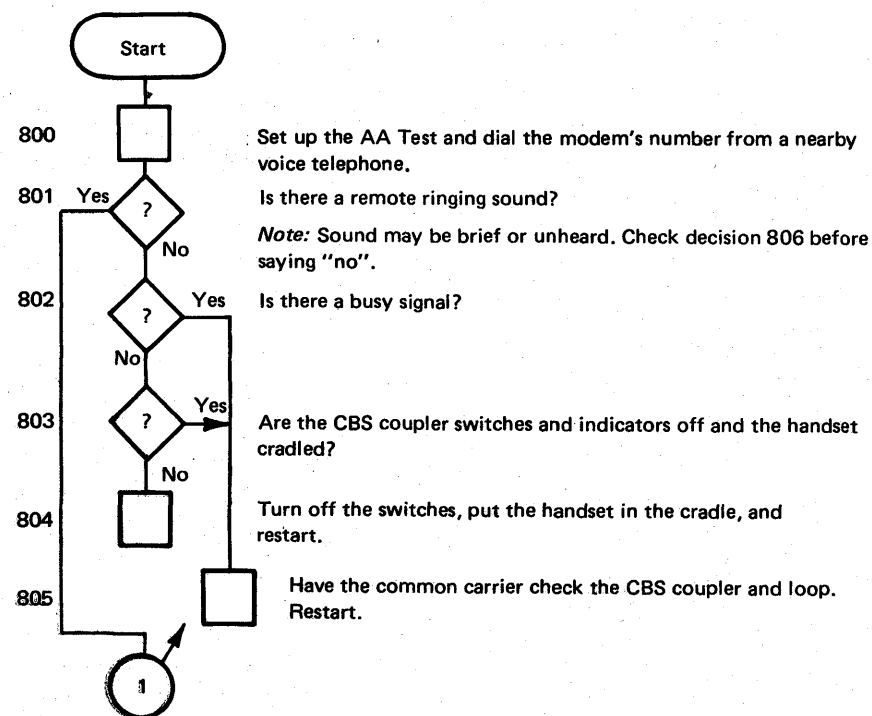 Start
800
Set up the AA Test and dial the modem's number from a nearby
voice telephone.
801 Yes
Is there a remote ringing sound?
?
No
Note: Sound may be brief or unheard. Check decision 806 before
saying "no".
802
Yes
Is there a busy signal?
?
No
803
Yes
?
Are the CBS coupler switches and indicators off and the handset
cradled?
No
804
Turn off the switches, put the handset in the cradle, and
restart.
805
Have the common carrier check the CBS coupler and loop.
Restart.
1